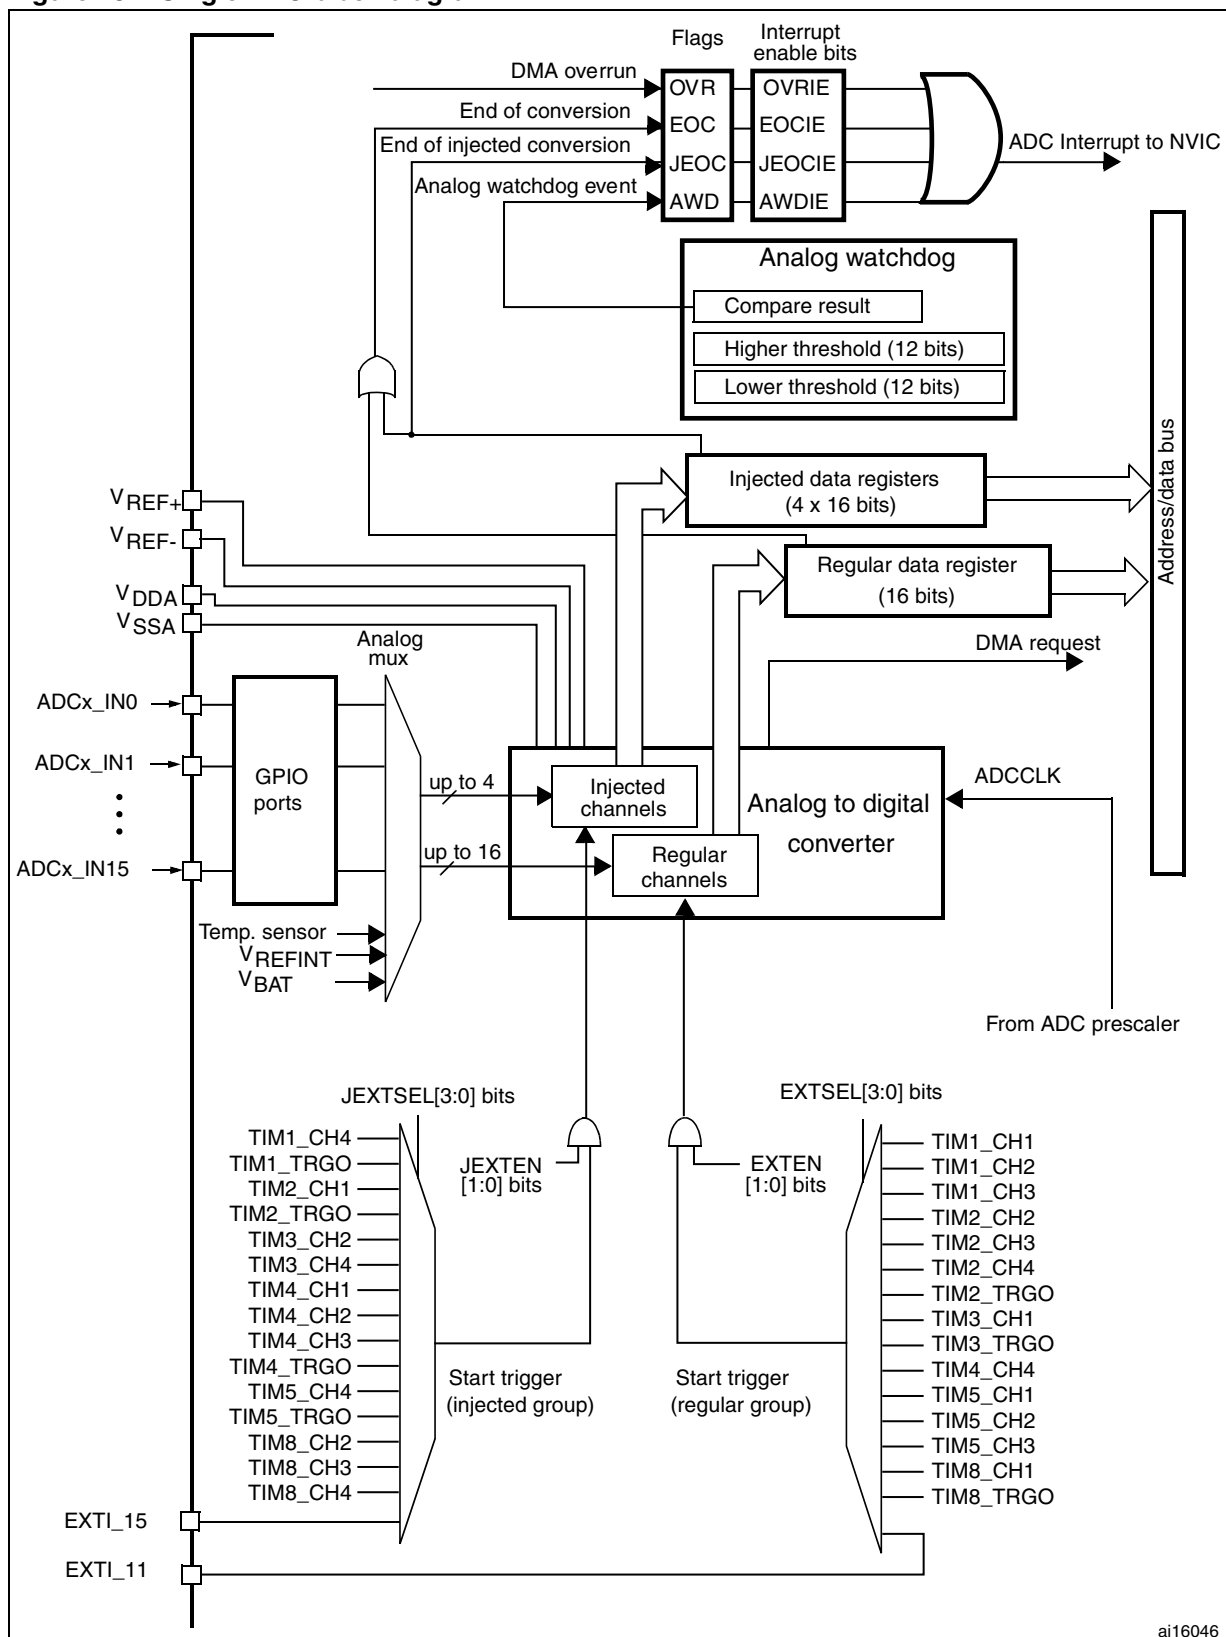 Flags
Interrupt
enable bits
DMA overrun
OVR
OVRIE
End of conversion
EOC
EOCIE
End of injected conversion
JEOC
JEOCIE
ADC Interrupt to NVIC
Analog watchdog event
AWD
AWDIE
Analog watchdog
Compare result
Higher threshold (12 bits)
Lower threshold (12 bits)
Address/data bus
Injected data registers
(4 x 16 bits)
VREF+
VREF-
VDDA
VSSA
Regular data register
(16 bits)
DMA request
Analog
mux
ADCx_IN0
ADCx_IN1
ADCx_IN15
GPIO
ports
up to 4
up to 16
Injected
channels
Regular
channels
Analog to digital
converter
ADCCLK
Temp. sensor
VREFINT
VBAT
From ADC prescaler
JEXTSEL[3:0] bits
EXTSEL[3:0] bits
JEXTEN
[1:0] bits
EXTEN
[1:0] bits
TIM1_CH4
TIM1_TRGO
TIM2_CH1
TIM2_TRGO
TIM3_CH2
TIM3_CH4
TIM4_CH1
TIM4_CH2
TIM4_CH3
TIM4_TRGO
TIM5_CH4
TIM5_TRGO
TIM8_CH2
TIM8_CH3
TIM8_CH4
Start trigger
(injected group)
Start trigger
(regular group)
TIM1_CH1
TIM1_CH2
TIM1_CH3
TIM2_CH2
TIM2_CH3
TIM2_CH4
TIM2_TRGO
TIM3_CH1
TIM3_TRGO
TIM4_CH4
TIM5_CH1
TIM5_CH2
TIM5_CH3
TIM8_CH1
TIM8_TRGO
EXTI_15
EXTI_11
ai16046